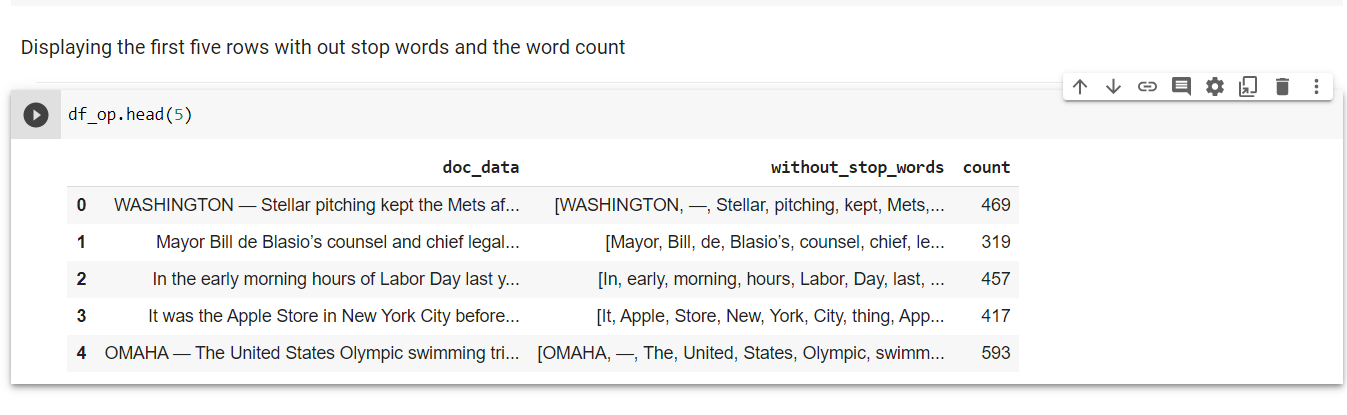 Displaying the first five rows with out stop words and the word count
df_op.head(5)
doc_data without_stop_words count
0 WASHINGTON — Stellar pitching kept the Mets af... [WASHINGTON, —, Stellar, pitching, kept, Mets,... 469
1 Mayor Bill de Blasio’s counsel and chief legal... [Mayor, Bill, de, Blasio’s, counsel, chief, le... 319
2 In the early morning hours of Labor Day last y... [In, early, morning, hours, Labor, Day, last, ... 457
3 It was the Apple Store in New York City before... [It, Apple, Store, New, York, City, thing, App... 417
4 OMAHA — The United States Olympic swimming tri... [OMAHA, —, The, United, States, Olympic, swimm... 593